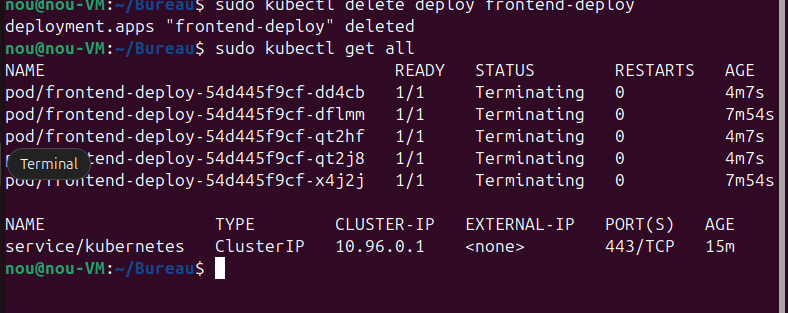 nou@nou-VM:~/Bureau$ sudo kubectl delete deploy frontend-deploy
deployment.apps "frontend-deploy" deleted
nou@nou-VM:~/Bureau$ sudo kubectl get all
NAME READY STATUS RESTARTS AGE
pod/frontend-deploy-54d445f9cf-dd4cb 1/1 Terminating 0 4m7s
pod/frontend-deploy-54d445f9cf-dflmm 1/1 Terminating 0 7m54s
pod/frontend-deploy-54d445f9cf-qt2hf 1/1 Terminating 0 4m7s
Terminal
-deploy-54d445f9cf-qt2j8 1/1 Terminating 0 4m7s
pod/frontend-deploy-54d445f9cf-x4j2j 1/1 Terminating 0 7m54s
NAME TYPE CLUSTER-IP EXTERNAL-IP PORT(S) AGE
service/kubernetes ClusterIP 10.96.0.1 <none> 443/TCP 15m
nou@nou-VM:~/Bureau$